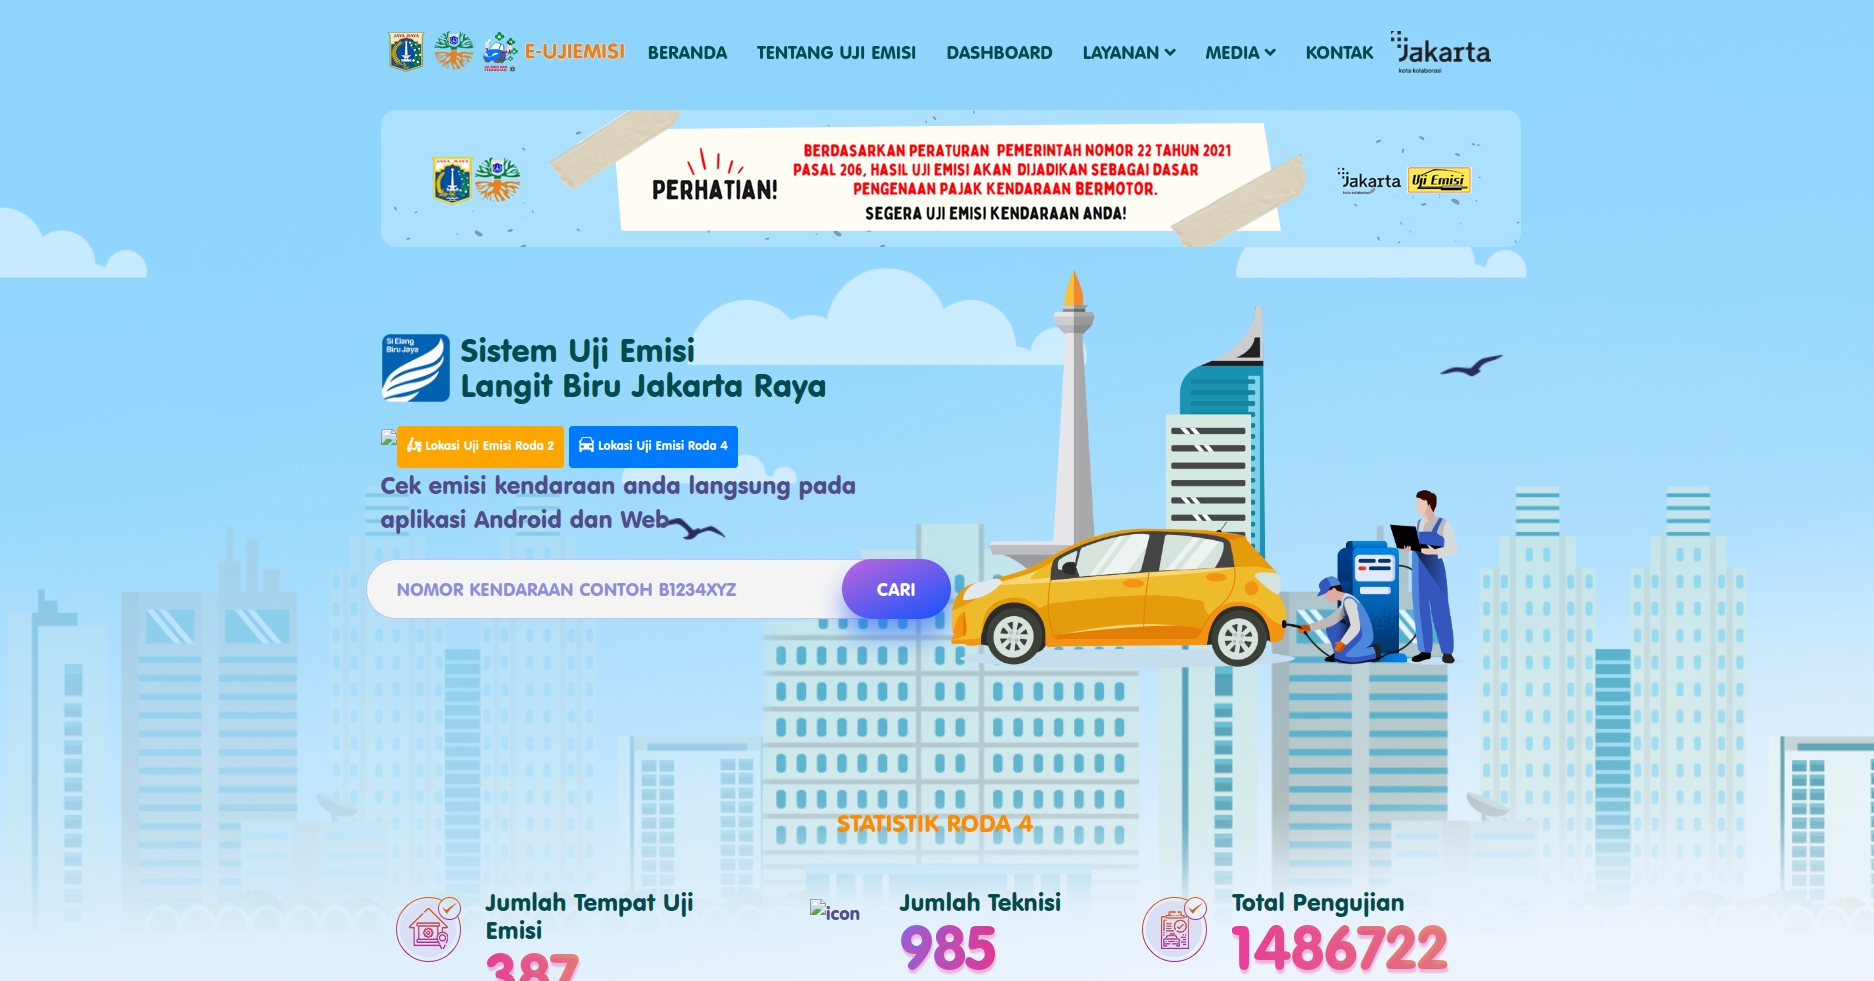 E-UJIEMISI
BERANDA
TENTANG UJI EMISI
DASHBOARD
LAYANAN
MEDIA
KONTAK
Jakarta
kota kolaborasi
PERHATIAN!
BERDASARKAN PERATURAN PEMERINTAH NOMOR 22 TAHUN 2021
PASAL 206, HASIL UJI EMISI AKAN DIJADIKAN SEBAGAI DASAR
PENGENAAN PAJAK KENDARAAN BERMOTOR.
SEGERA UJI EMISI KENDARAAN ANDA!
Jakarta
Uji Emisi
Si Elang
Biru Jaya
Sistem Uji Emisi
Langit Biru Jakarta Raya
Lokasi Uji Emisi Roda 2
Lokasi Uji Emisi Roda 4
Cek emisi kendaraan anda langsung pada
aplikasi Android dan Web
NOMOR KENDARAAN CONTOH B1234XYZ
CARI
STATISTIK RODA 4
Jumlah Tempat Uji
Emisi
387
icon
Jumlah Teknisi
985
Total Pengujian
1486722